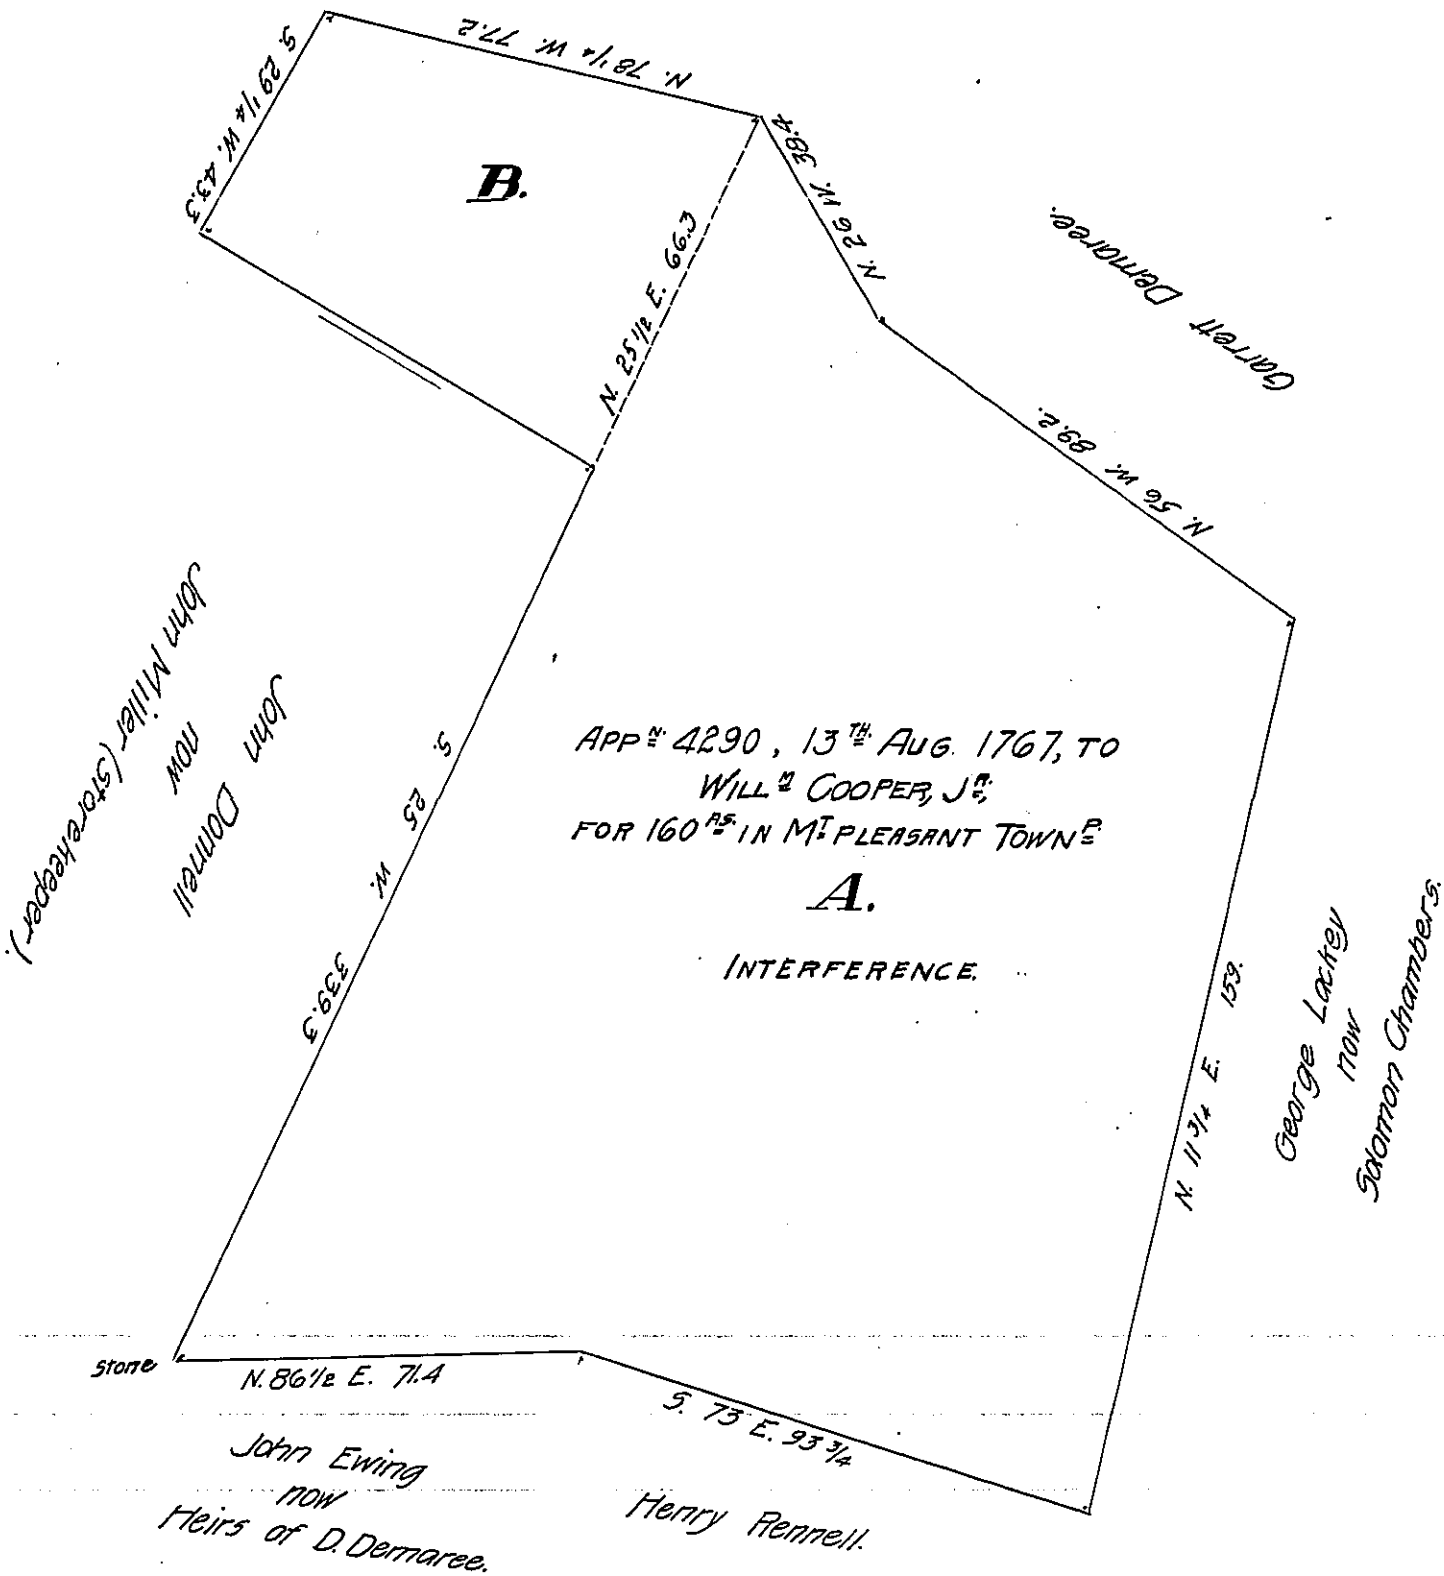 N. 78 1/4 W. 77.2
S. 29 1/4 W. 43.3
B.
N. 26 W. 38.4
N. 25 1/2 E. 66.3
Garrett Demaree.
N. 56 W. 89.2.
John Donnell
now
John Miller (storekeeper).
S. 25 W. 339.3
APPN. 4290, 13TH. AUG. 1767, TO
WILLM COOPER, JR.
FOR 160 AS. IN MT PLEASANT TOWNP.
A.
INTERFERENCE.
N. 11 3/4 E. 159.
George Lackey
now
Solomon Chambers.
stone
N. 86 1/2 E. 71.4
S. 73 E. 93 3/4
John Ewing
now
Heirs of D. Demaree.
Henry Rennell.